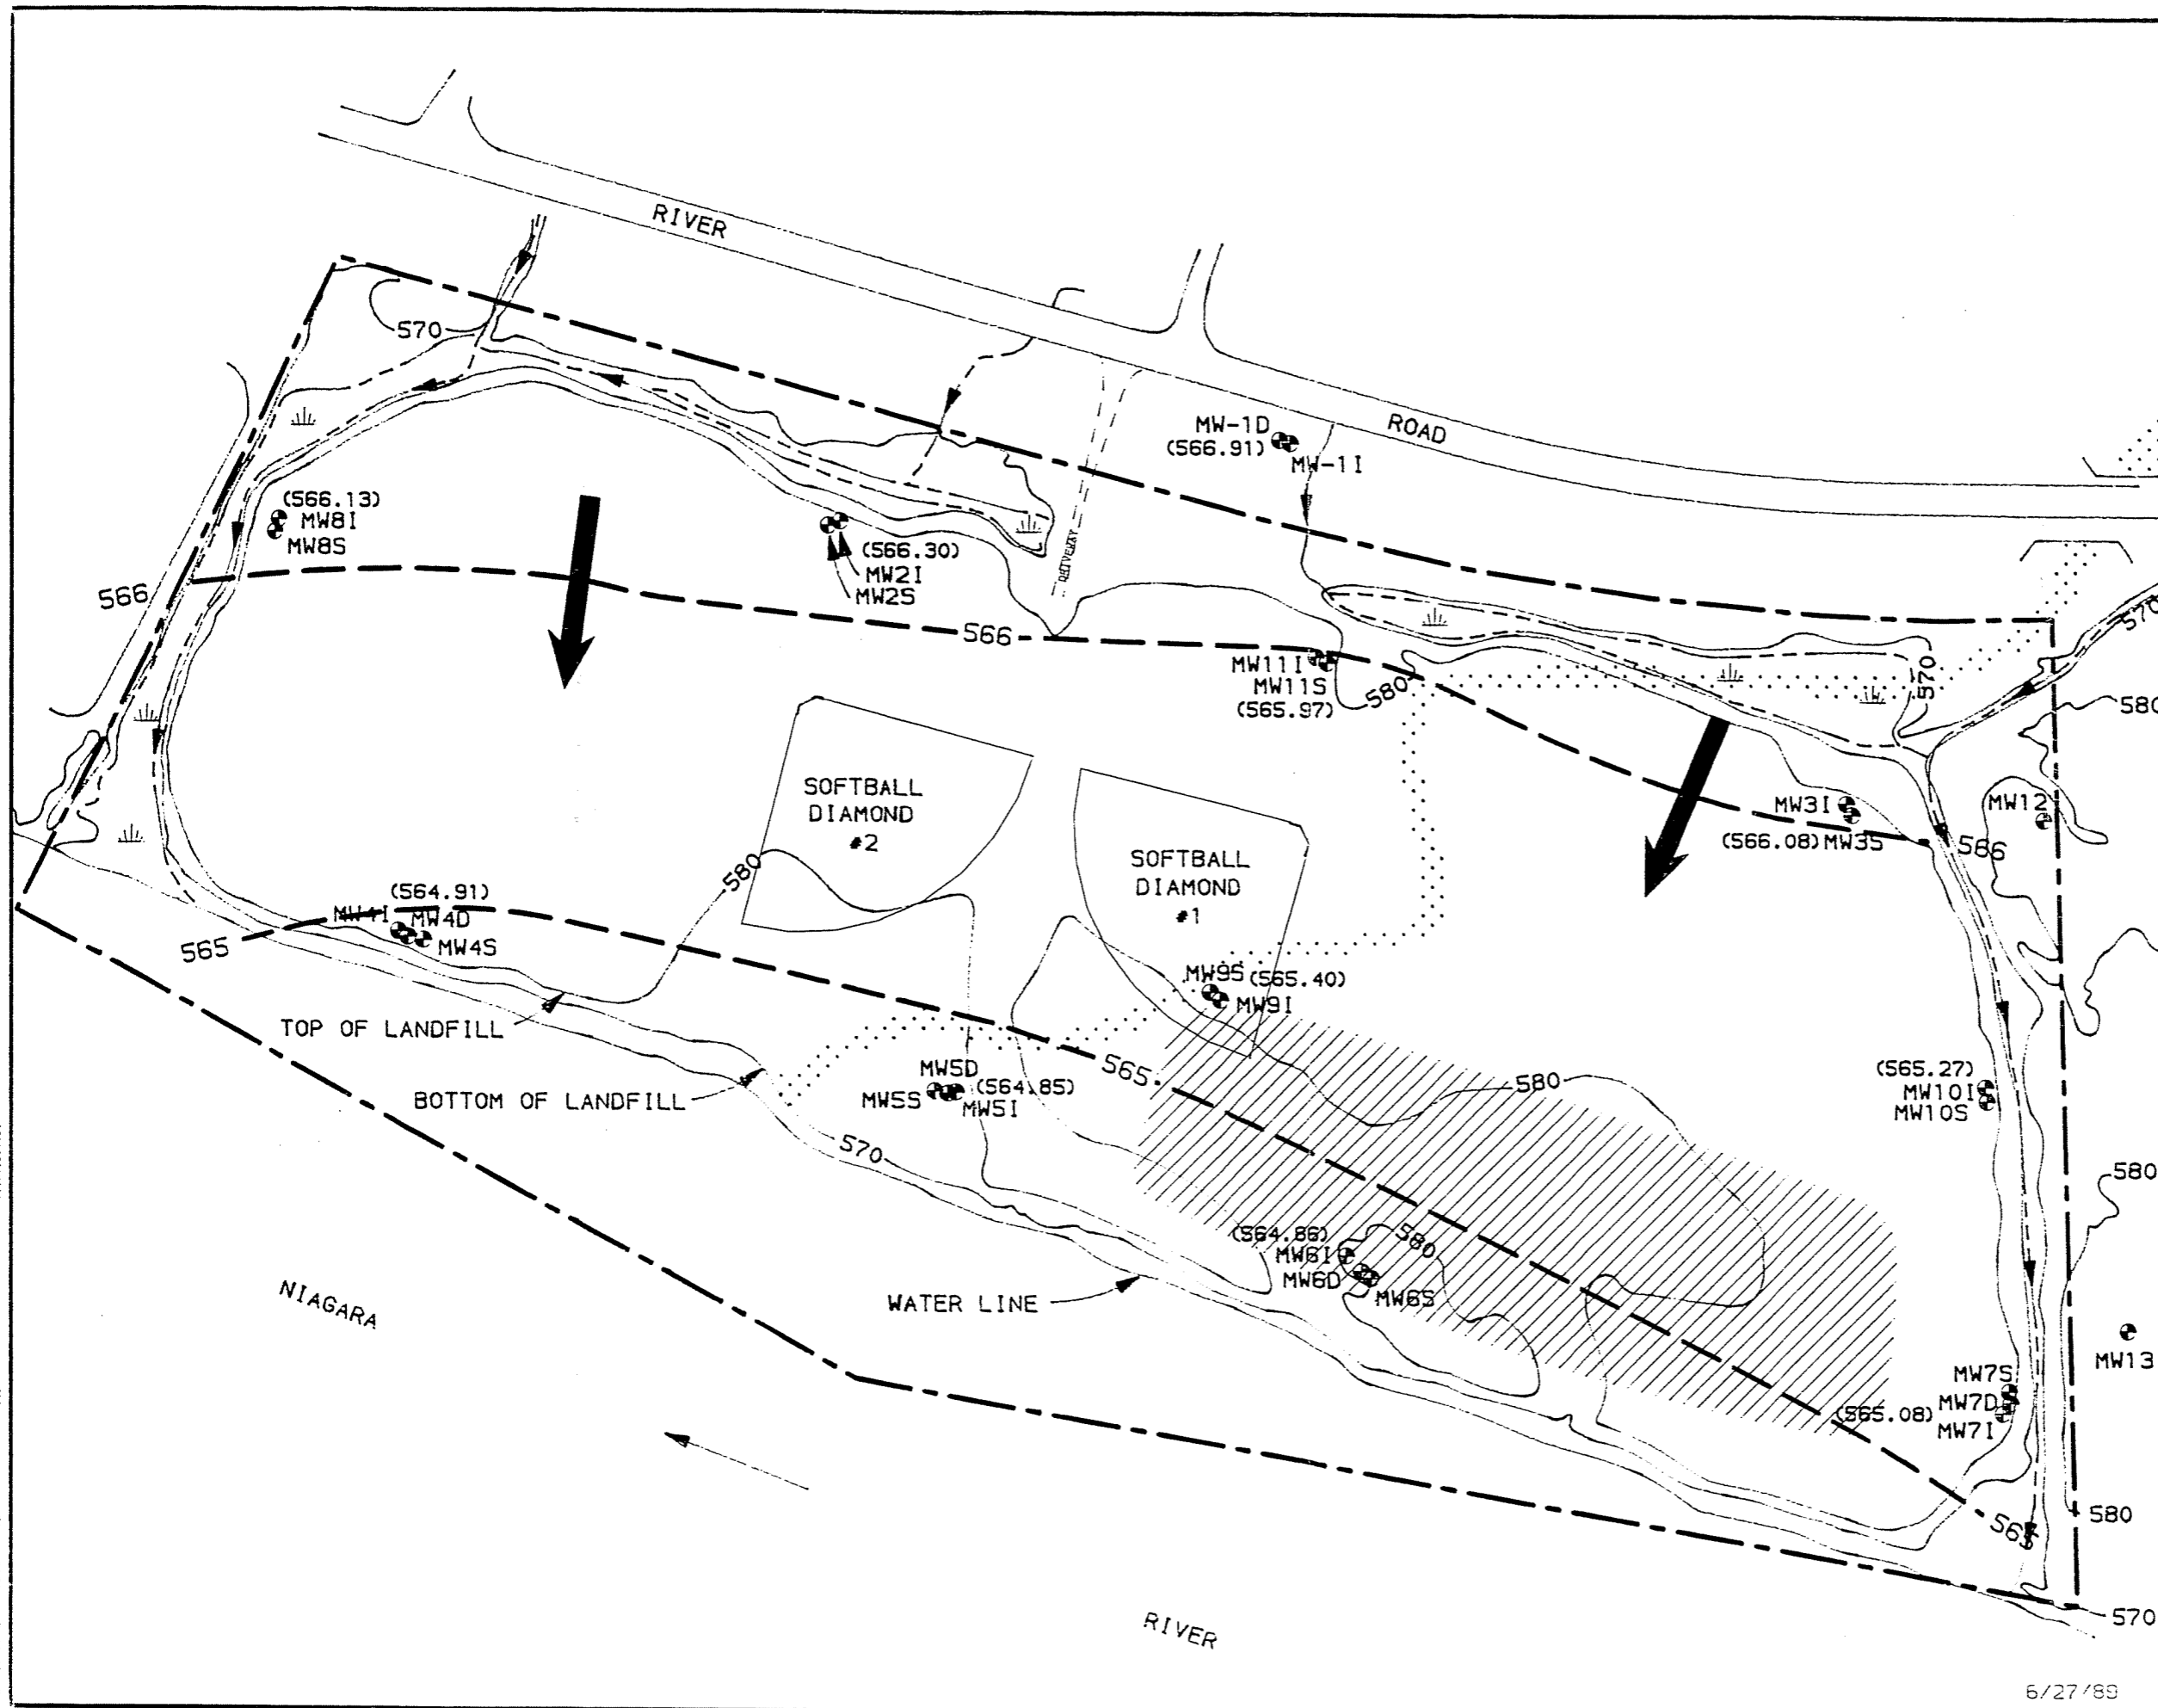 RIVER
ROAD
570
MW-1D
(566.91)
MW-1I
(566.13)
MW8I
MW8S
(566.30)
MW2I
MW2S
DRIVEWAY
566
566
570
570
580
MW11I
MW11S
(565.97)
580
SOFTBALL
DIAMOND
#2
SOFTBALL
DIAMOND
#1
MW3I
(566.08) MW3S
566
MW12
580
(564.91)
MW4I MW4D
MW4S
565
MW9S (565.40)
MW9I
TOP OF LANDFILL
BOTTOM OF LANDFILL
MW5D
(564.85)
MW5S MW5I
565
580
(565.27)
MW10I
MW10S
570
580
(564.86)
MW6I
MW6D
MW6S
580
WATER LINE
NIAGARA
MW13
MW7S
MW7D
(565.08)
MW7I
580
565
570
RIVER
6/27/89